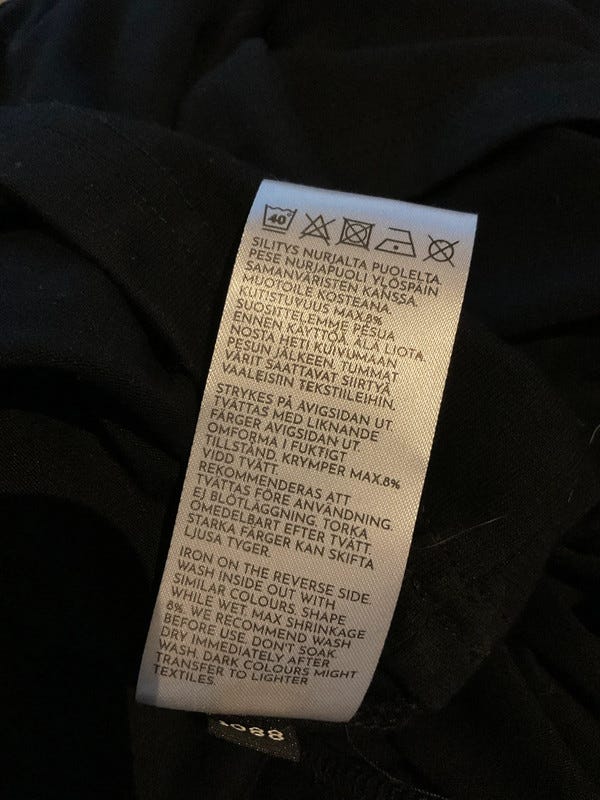 40°
SILITYS NURJALTA PUOLELTA.
PESE NURJAPUOLI YLÖSPÄIN
SAMANVÄRISTEN KANSSA.
MUOTOILE KOSTEANA.
KUTISTUVUUS MAX.8%
SUOSITTELEMME PESUA
ENNEN KÄYTTÖÄ. ÄLÄ LIOTA.
NOSTA HETI KUIVUMAAN
PESUN JÄLKEEN. TUMMAT
VÄRIT SAATTAVAT SIIRTYÄ
VAALEISIIN TEKSTIILEIHIN.
STRYKES PÅ AVIGSIDAN UT.
TVÄTTAS MED LIKNANDE
FÄRGER AVIGSIDAN UT.
OMFORMA I FUKTIGT
TILLSTÅND. KRYMPER MAX.8%
VIDD TVÄTT.
REKOMMENDERAS ATT
TVÄTTAS FÖRE ANVÄNDNING.
EJ BLÖTLÄGGNING. TORKA
OMEDELBART EFTER TVÄTT.
STARKA FÄRGER KAN SKIFTA
LJUSA TYGER.
IRON ON THE REVERSE SIDE.
WASH INSIDE OUT WITH
SIMILAR COLOURS. SHAPE
WHILE WET. MAX SHRINKAGE
8%. WE RECOMMEND WASH
BEFORE USE. DON'T SOAK.
DRY IMMEDIATELY AFTER
WASH. DARK COLOURS MIGHT
TRANSFER TO LIGHTER
TEXTILES.